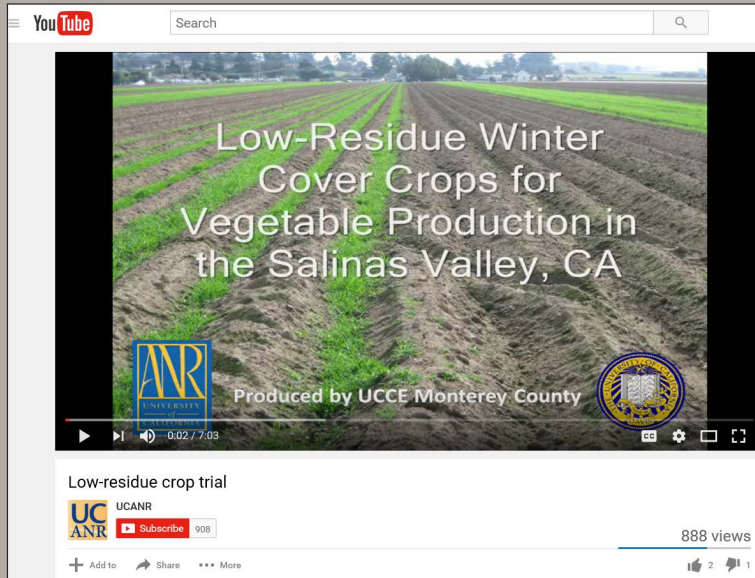 You Tube
Search
Low-Residue Winter
Cover Crops for
Vegetable Production in
the Salinas Valley, CA
ANR
UNIVERSITY
of
CALIFORNIA
Produced by UCCE Monterey County
0:02 / 7:03
CC
Low-residue crop trial
UC
ANR
UCANR
Subscribe 908
888 views
Add to Share More
2 1